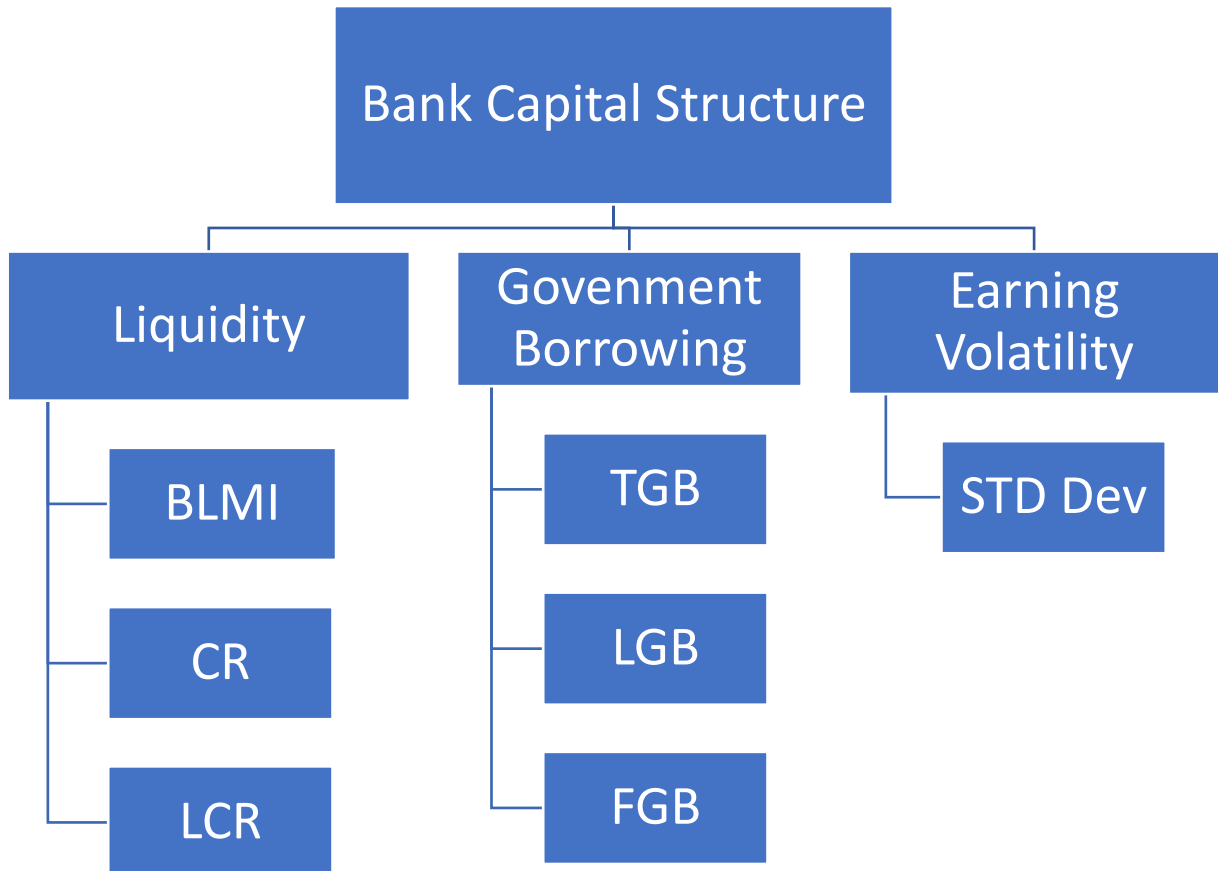 Bank Capital Structure
Liquidity
BLMI
CR
LCR
Govenment
Borrowing
TGB
LGB
FGB
Earning
Volatility
STD Dev